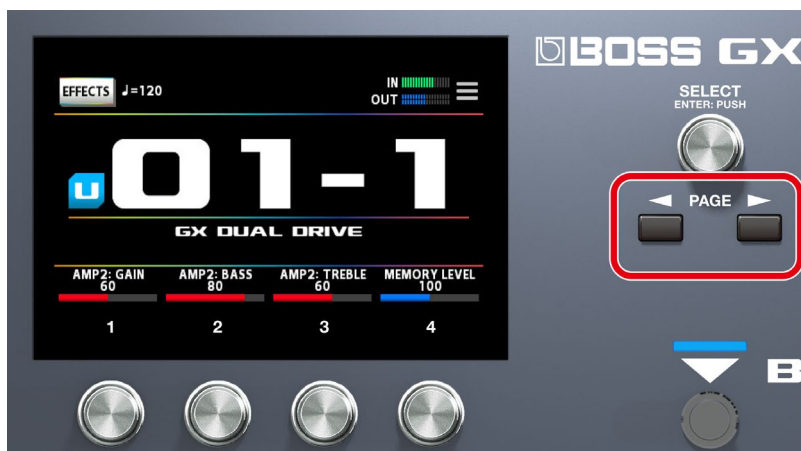 BOSS GX
EFFECTS ♩=120
IN
OUT
SELECT
ENTER: PUSH
U01-1
◀ PAGE ▶
GX DUAL DRIVE
AMP2: GAIN
60
AMP2: BASS
80
AMP2: TREBLE
60
MEMORY LEVEL
100
1
2
3
4